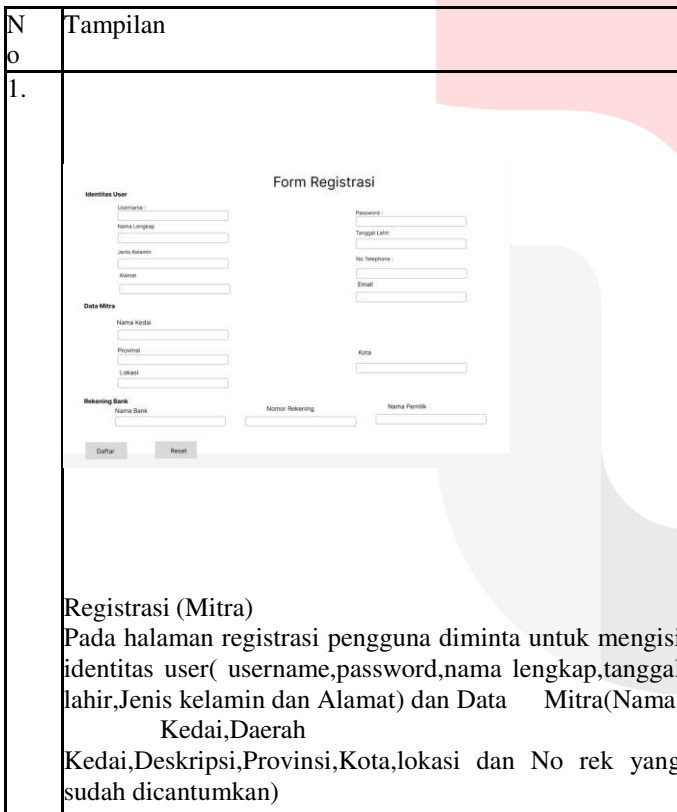 No
Tampilan
1.
Form Registrasi
Identitas User
Username :
Password :
Nama Lengkap
Tanggal Lahir:
Jenis Kelamin
No Telephone :
Alamat
Email
Data Mitra
Nama Kedai
Provinsi
Kota
Lokasi
Rekening Bank
Nama Bank
Nomor Rekening
Nama Pemilik
Daftar
Reset
Registrasi (Mitra)
Pada halaman registrasi pengguna diminta untuk mengisi
identitas user( username,password,nama lengkap,tanggal
lahir,Jenis kelamin dan Alamat) dan Data Mitra(Nama
Kedai,Daerah
Kedai,Deskripsi,Provinsi,Kota,lokasi dan No rek yang
sudah dicantumkan)